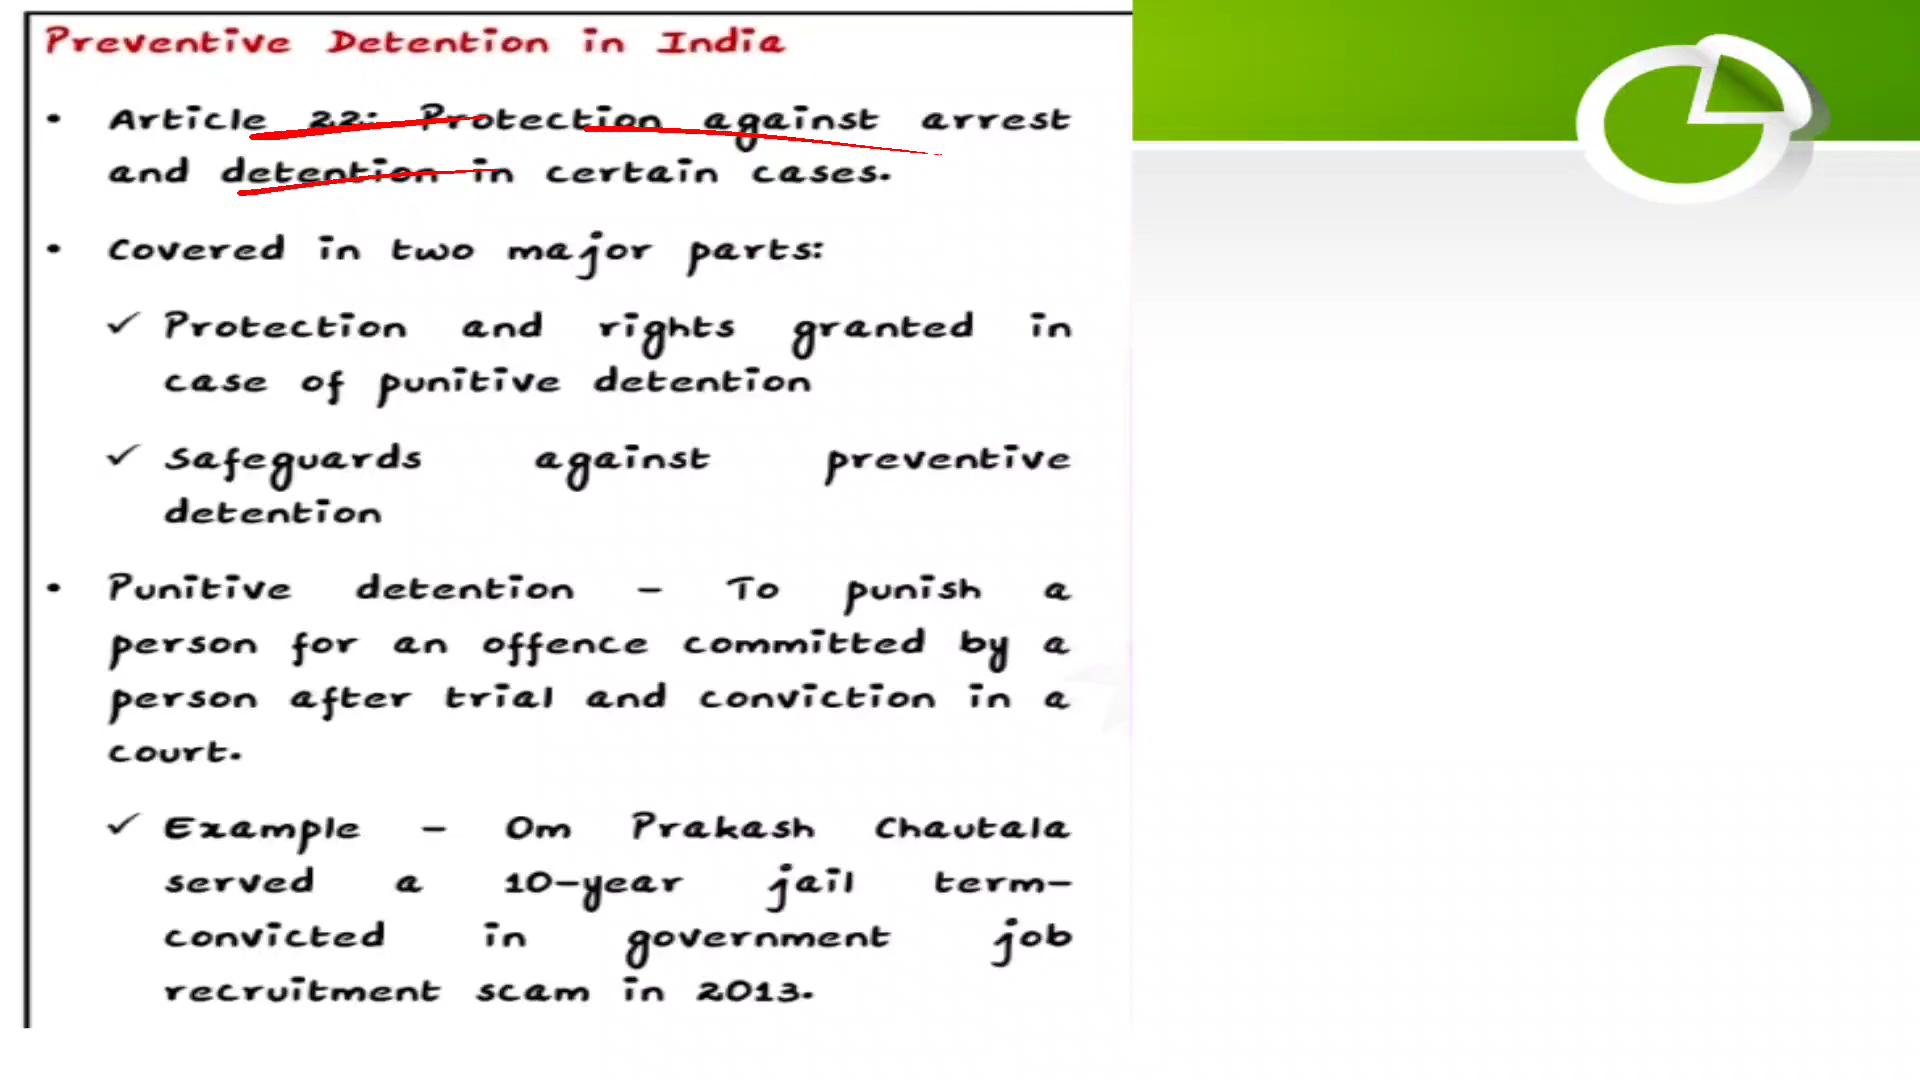 Preventive Detention in India
• Article 22: Protection against arrest
and detention in certain cases.
• Covered in two major parts:
✓ Protection and rights granted in
case of punitive detention
✓ Safeguards against preventive
detention
• Punitive detention – To punish a
person for an offence committed by a
person after trial and conviction in a
court.
✓ Example – Om Prakash Chautala
served a 10-year jail term-
convicted in government job
recruitment scam in 2013.